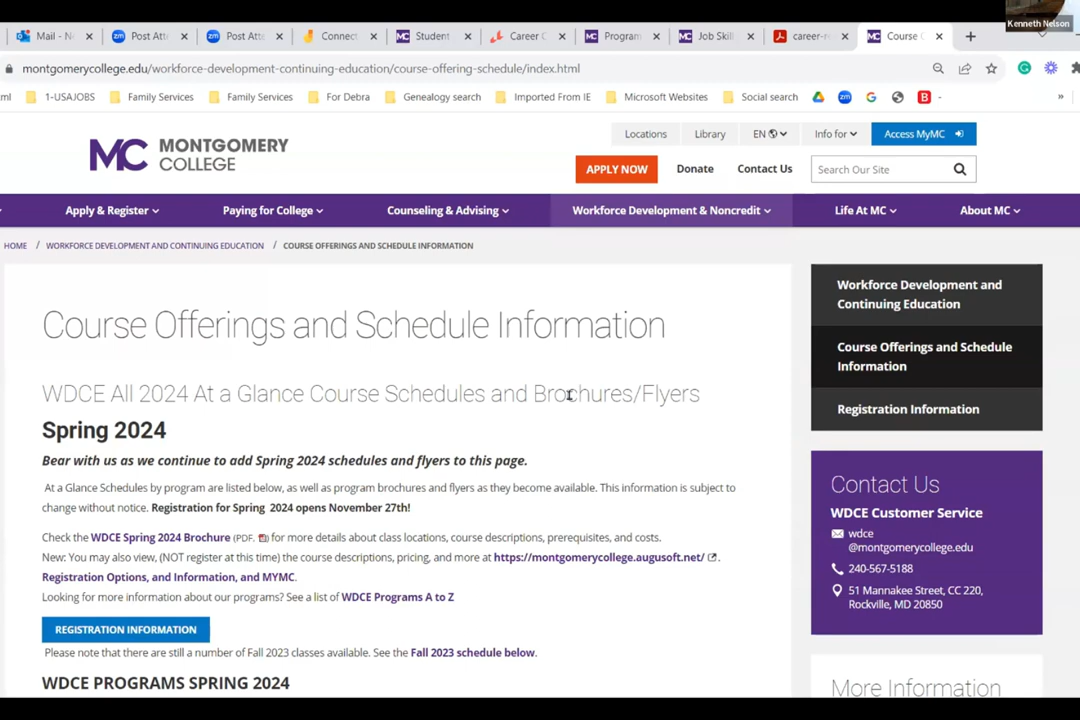 Kenneth Nelson
Mail - N
Post Atte
Post Atte
Connect
Student
Career C
Program
Job Skil
career-re
Course C
montgomerycollege.edu/workforce-development-continuing-education/course-offering-schedule/index.html
1-USAJOBS
Family Services
Family Services
For Debra
Genealogy search
Imported From IE
Microsoft Websites
Social search
Locations
Library
EN
Info for
Access MyMC
MC MONTGOMERY
COLLEGE
APPLY NOW
Donate
Contact Us
Search Our Site
Apply & Register
Paying for College
Counseling & Advising
Workforce Development & Noncredit
Life At MC
About MC
HOME / WORKFORCE DEVELOPMENT AND CONTINUING EDUCATION / COURSE OFFERINGS AND SCHEDULE INFORMATION
Course Offerings and Schedule Information
WDCE All 2024 At a Glance Course Schedules and Brochures/Flyers
Spring 2024
Bear with us as we continue to add Spring 2024 schedules and flyers to this page.
At a Glance Schedules by program are listed below, as well as program brochures and flyers as they become available. This information is subject to
change without notice. Registration for Spring 2024 opens November 27th!
Check the WDCE Spring 2024 Brochure (PDF, ) for more details about class locations, course descriptions, prerequisites, and costs.
New: You may also view, (NOT register at this time) the course descriptions, pricing, and more at https://montgomerycollege.augusoft.net/ .
Registration Options, and Information, and MYMC.
Looking for more information about our programs? See a list of WDCE Programs A to Z
REGISTRATION INFORMATION
Please note that there are still a number of Fall 2023 classes available. See the Fall 2023 schedule below.
WDCE PROGRAMS SPRING 2024
Workforce Development and
Continuing Education
Course Offerings and Schedule
Information
Registration Information
Contact Us
WDCE Customer Service
wdce
@montgomerycollege.edu
240-567-5188
51 Mannakee Street, CC 220,
Rockville, MD 20850
More Information